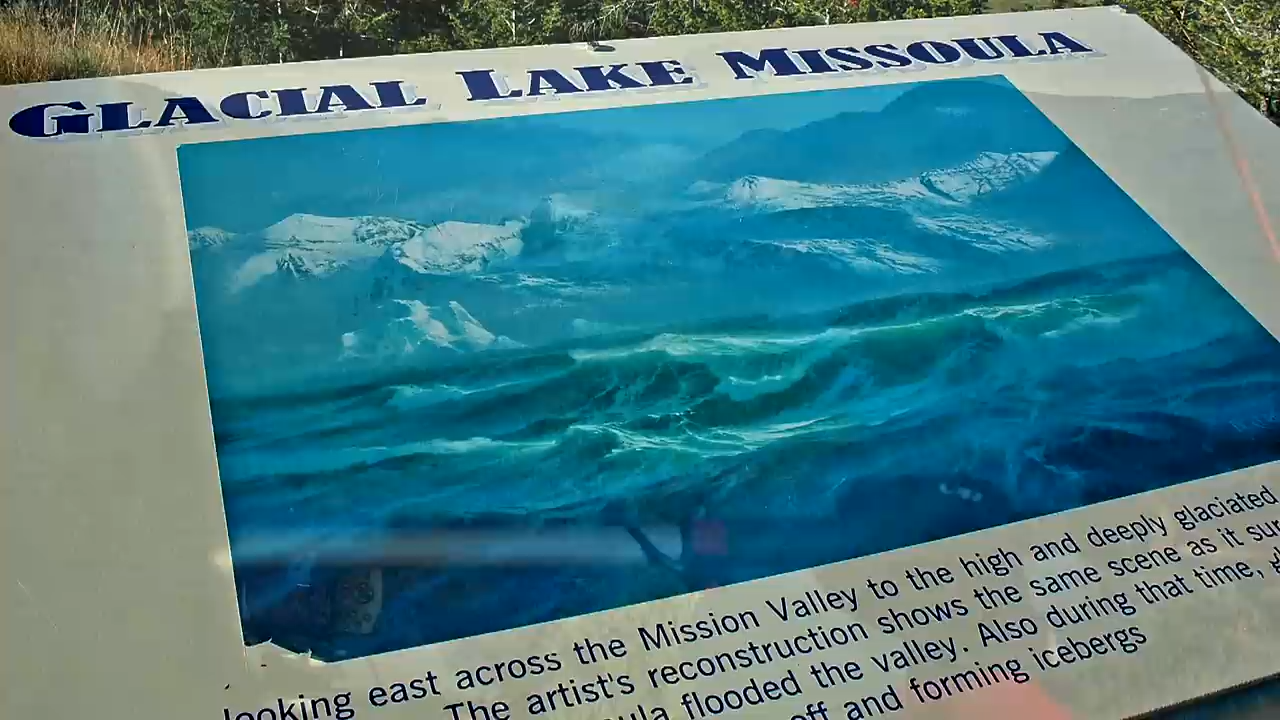 GLACIAL LAKE MISSOULA
looking east across the Mission Valley to the high and deeply glaciated
The artist's reconstruction shows the same scene as it
flooded the valley. Also during that time,
off and forming icebergs